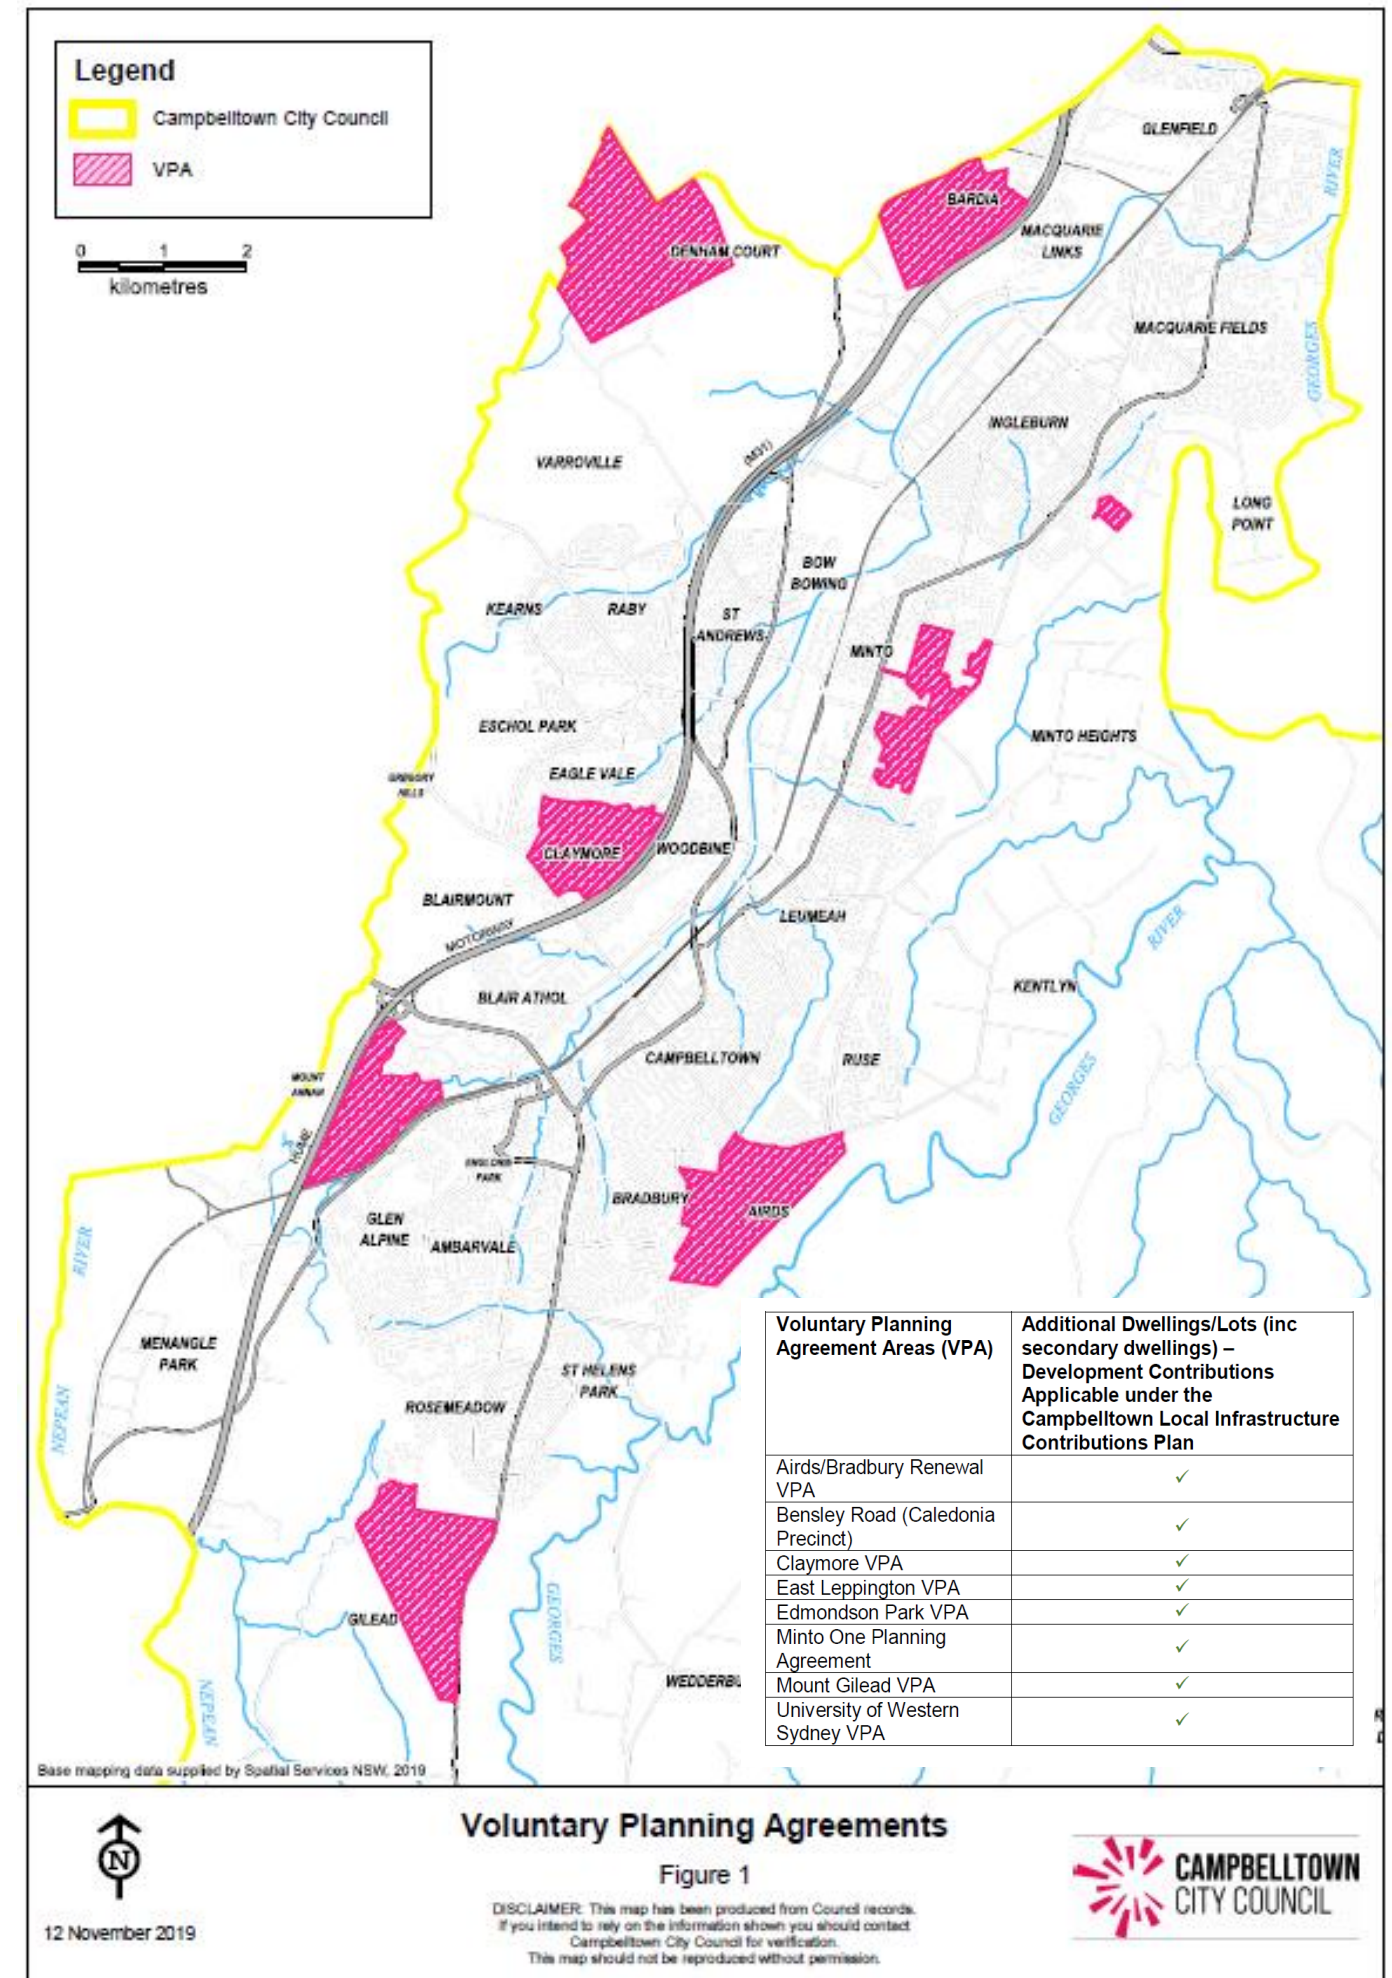 Legend
Campbelltown City Council
VPA
0 1 2
kilometres
GLENFIELD
RIVER
BARDIA
MACQUARIE
LINKS
DENHAM COURT
MACQUARIE FIELDS
GEORGES
INGLEBURN
(M31)
VARROVILLE
LONG
POINT
BOW
BOWING
KEARNS
RABY
ST
ANDREWS
MINTO
ESCHOL PARK
MINTO HEIGHTS
EAGLE VALE
GREGORY
HILLS
CLAYMORE
WOODBINE
BLAIRMOUNT
LEUMEAH
MOTORWAY
RIVER
BLAIR ATHOL
KENTLYN
CAMPBELLTOWN
RUSE
MOUNT
ANNAN
GEORGES
HUME
ENGLORIE
PARK
BRADBURY
AIRDS
GLEN
ALPINE
AMBARVALE
RIVER
MENANGLE
PARK
ST HELENS
PARK
NEPEAN
ROSEMEADOW
GILEAD
GEORGES
NEPEAN
WEDDERBU
Voluntary Planning
Agreement Areas (VPA)
Additional Dwellings/Lots (inc
secondary dwellings) –
Development Contributions
Applicable under the
Campbelltown Local Infrastructure
Contributions Plan
Airds/Bradbury Renewal
VPA
✓
Bensley Road (Caledonia
Precinct)
✓
Claymore VPA ✓
East Leppington VPA ✓
Edmondson Park VPA ✓
Minto One Planning
Agreement
✓
Mount Gilead VPA ✓
University of Western
Sydney VPA
✓
Base mapping data supplied by Spatial Services NSW, 2019
N
12 November 2019
Voluntary Planning Agreements
Figure 1
DISCLAIMER: This map has been produced from Council records.
If you intend to rely on the information shown you should contact
Campbelltown City Council for verification.
This map should not be reproduced without permission.
CAMPBELLTOWN
CITY COUNCIL